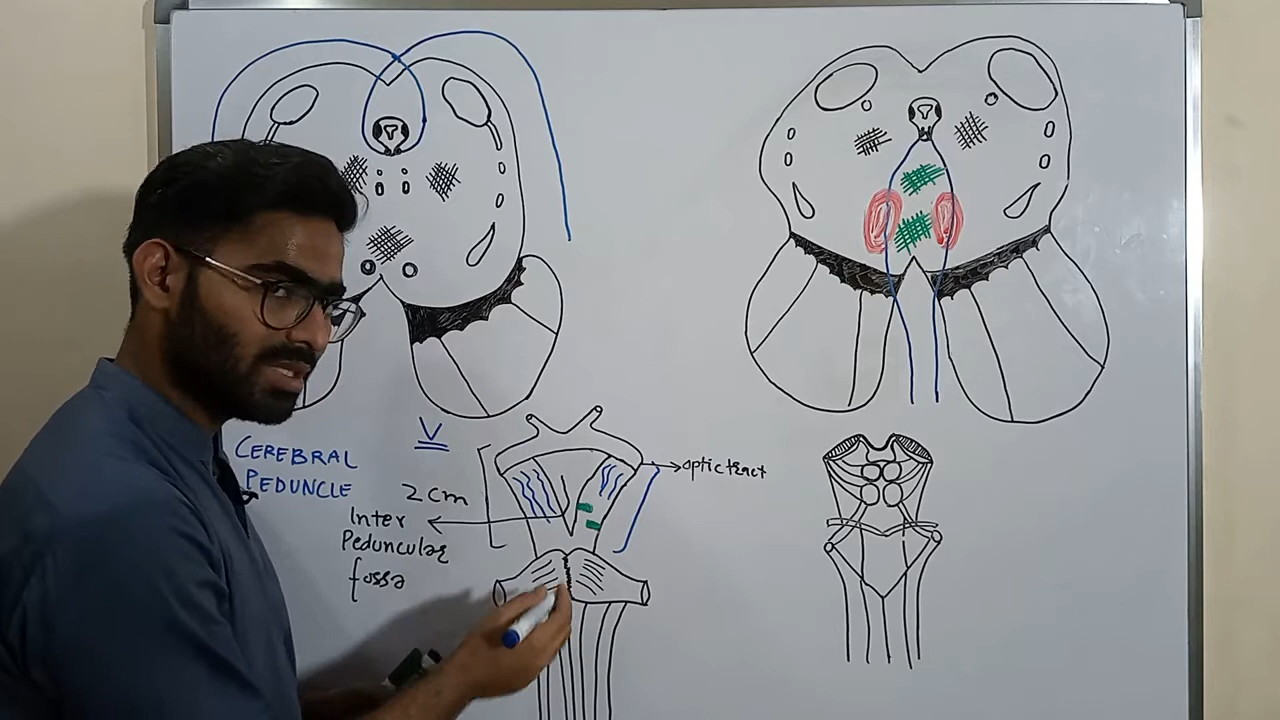 V
CEREBRAL
PEDUNCLE
2 cm
optic tract
Inter
Peduncular
fossa